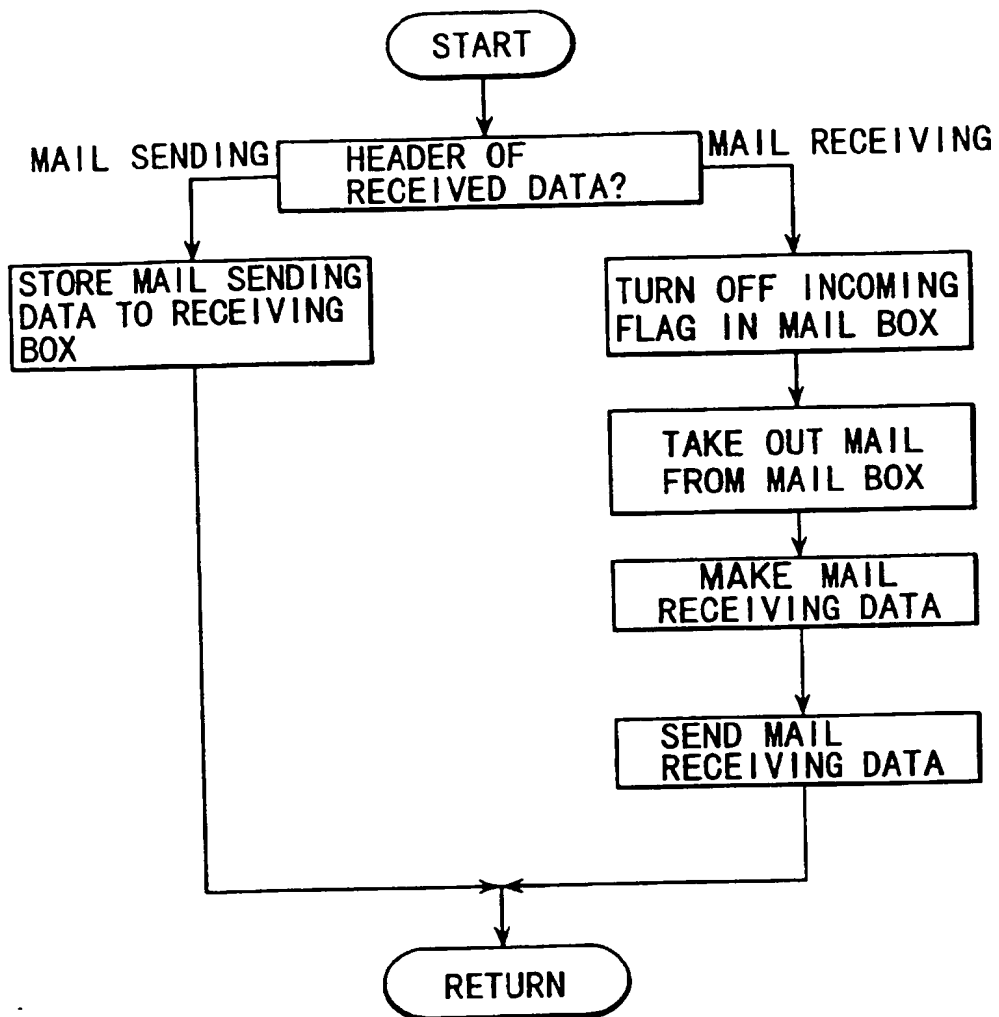 START
MAIL SENDING
HEADER OF
RECEIVED DATA?
MAIL RECEIVING
STORE MAIL SENDING
DATA TO RECEIVING
BOX
TURN OFF INCOMING
FLAG IN MAIL BOX
TAKE OUT MAIL
FROM MAIL BOX
MAKE MAIL
RECEIVING DATA
SEND MAIL
RECEIVING DATA
RETURN